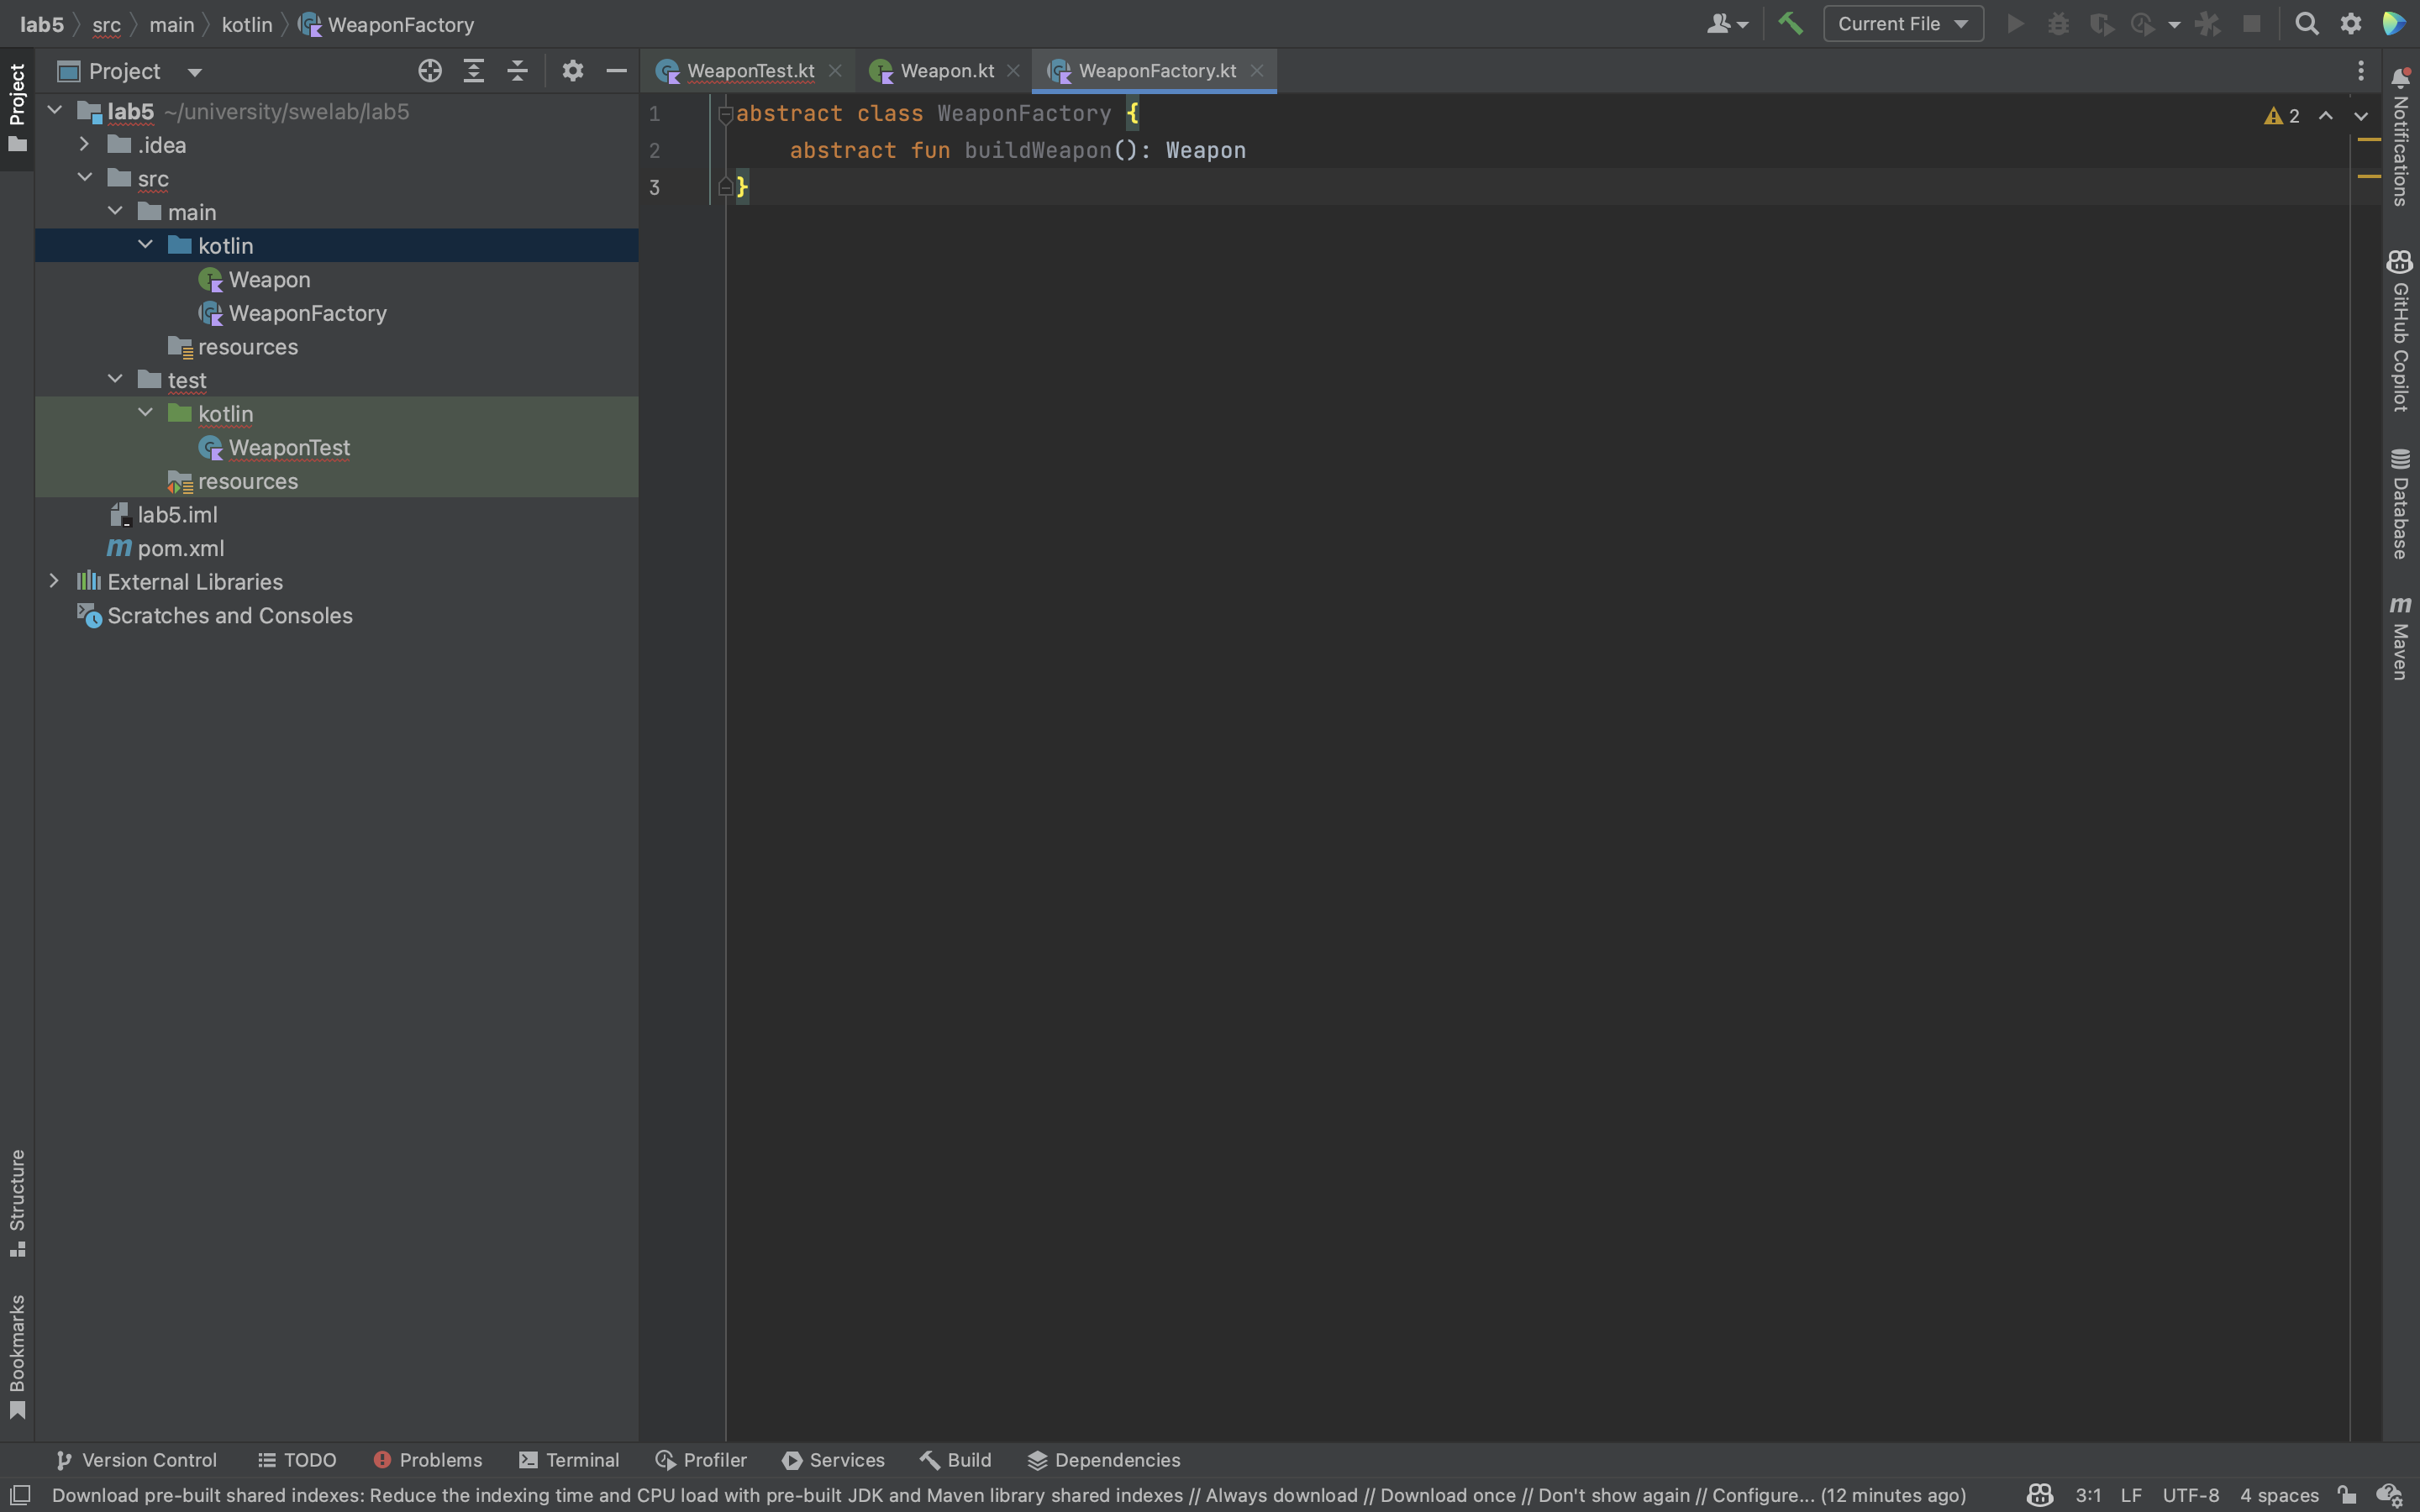 lab5 src main kotlin WeaponFactory
Current File
Project
Project
WeaponTest.kt
Weapon.kt
WeaponFactory.kt
lab5 ~/university/swelab/lab5
.idea
src
main
kotlin
Weapon
WeaponFactory
resources
test
kotlin
WeaponTest
resources
lab5.iml
pom.xml
External Libraries
Scratches and Consoles
1 abstract class WeaponFactory {
2 abstract fun buildWeapon(): Weapon
3 }
2
Notifications
GitHub Copilot
Database
m Maven
Structure
Bookmarks
Version Control
TODO
Problems
Terminal
Profiler
Services
Build
Dependencies
Download pre-built shared indexes: Reduce the indexing time and CPU load with pre-built JDK and Maven library shared indexes // Always download // Download once // Don't show again // Configure... (12 minutes ago)
3:1 LF UTF-8 4 spaces